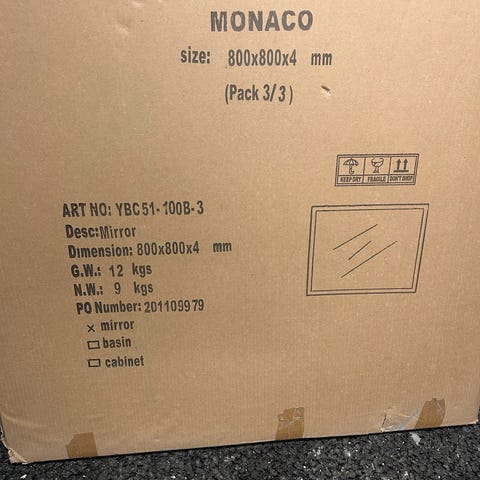 MONACO
size: 800x800x4 mm
(Pack 3/3)
KEEP DRY FRAGILE DON'T DROP
ART NO: YBC51-100B-3
Desc:Mirror
Dimension: 800x800x4 mm
G.W.: 12 kgs
N.W.: 9 kgs
PO Number: 201109979
x mirror
basin
cabinet